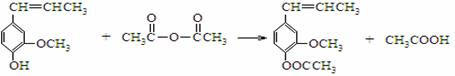 CH=CHCH₃ CH=CHCH₃
O O
CH₃C—O—CCH₃
OCH₃ + → OCH₃ + CH₃COOH
OH OOCCH₃